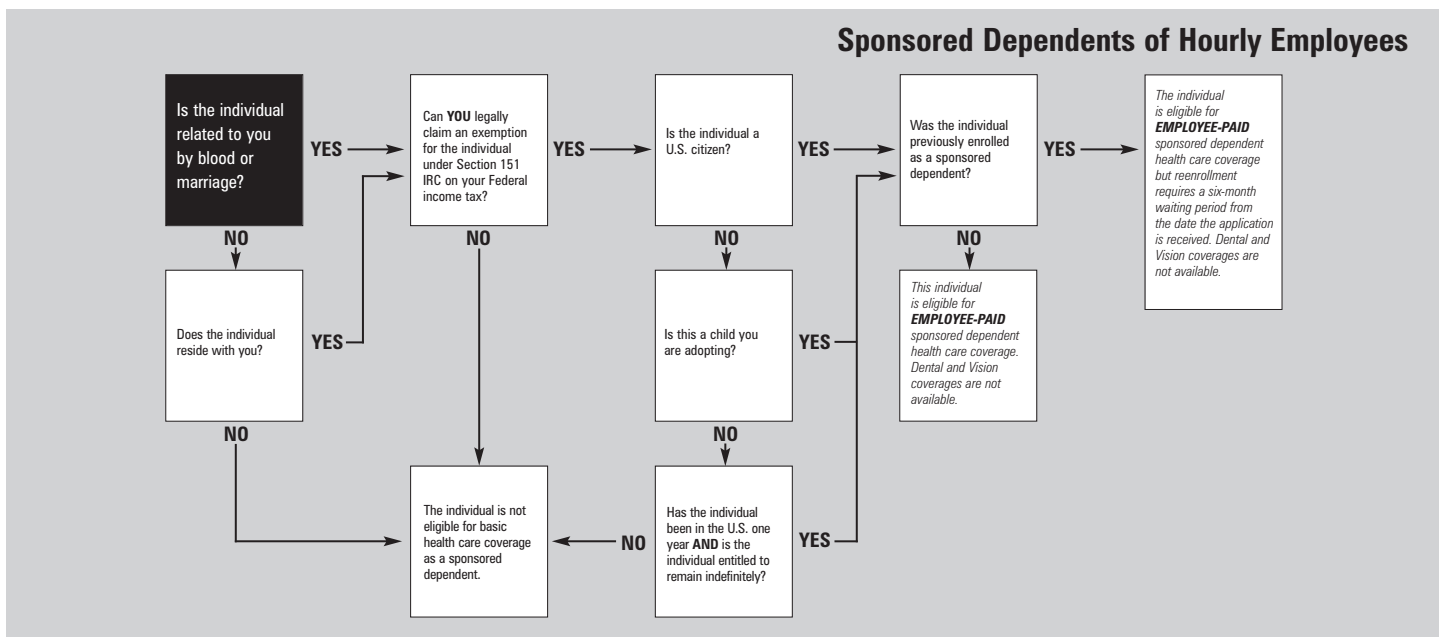 Sponsored Dependents of Hourly Employees
Is the individual
related to you
by blood or
marriage?
YES
Can YOU legally
claim an exemption
for the individual
under Section 151
IRC on your Federal
income tax?
YES
Is the individual a
U.S. citizen?
YES
Was the individual
previously enrolled
as a sponsored
dependent?
YES
The individual
is eligible for
EMPLOYEE-PAID
sponsored dependent
health care coverage
but reenrollment
requires a six-month
waiting period from
the date the application
is received. Dental and
Vision coverages are
not available.
NO
NO
NO
NO
Does the individual
reside with you?
YES
Is this a child you
are adopting?
YES
This individual
is eligible for
EMPLOYEE-PAID
sponsored dependent
health care coverage.
Dental and Vision
coverages are not
available.
NO
NO
The individual is not
eligible for basic
health care coverage
as a sponsored
dependent.
NO
Has the individual
been in the U.S. one
year AND is the
individual entitled to
remain indefinitely?
YES